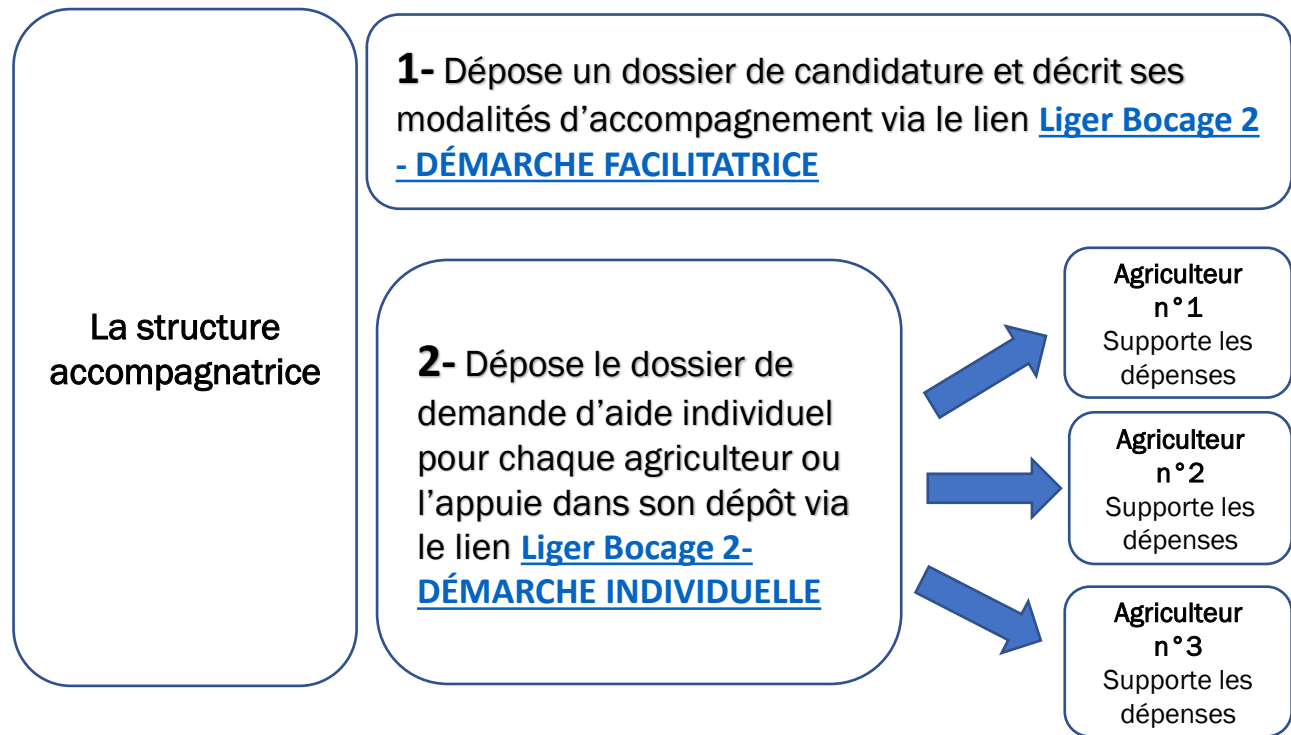 La structure
accompagnatrice
1- Dépose un dossier de candidature et décrit ses
modalités d’accompagnement via le lien Liger Bocage 2
- DÉMARCHE FACILITATRICE
2- Dépose le dossier de
demande d’aide individuel
pour chaque agriculteur ou
l’appuie dans son dépôt via
le lien Liger Bocage 2-
DÉMARCHE INDIVIDUELLE
Agriculteur
n°1
Supporte les
dépenses
Agriculteur
n°2
Supporte les
dépenses
Agriculteur
n°3
Supporte les
dépenses